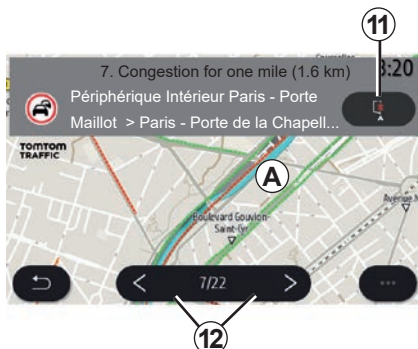 11
7. Congestion for one mile (1.6 km)
3:20
Périphérique Intérieur Paris - Porte
Maillot > Paris - Porte de la Chapell...
TOMTOM
TRAFFIC
A
Boulevard Gouvion-
Saint-Cyr
7/22
12